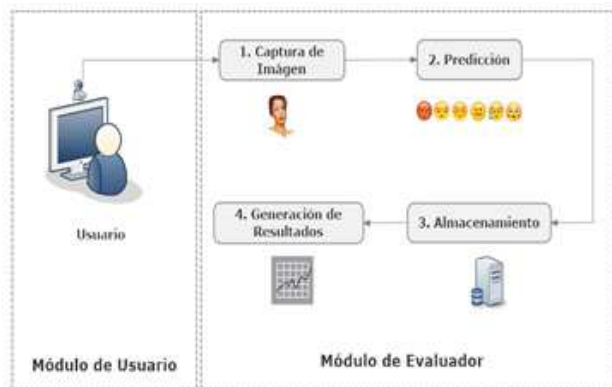 1. Captura de
Imágen
2. Predicción
Usuario
4. Generación de
Resultados
3. Almacenamiento
Módulo de Usuario
Módulo de Evaluador